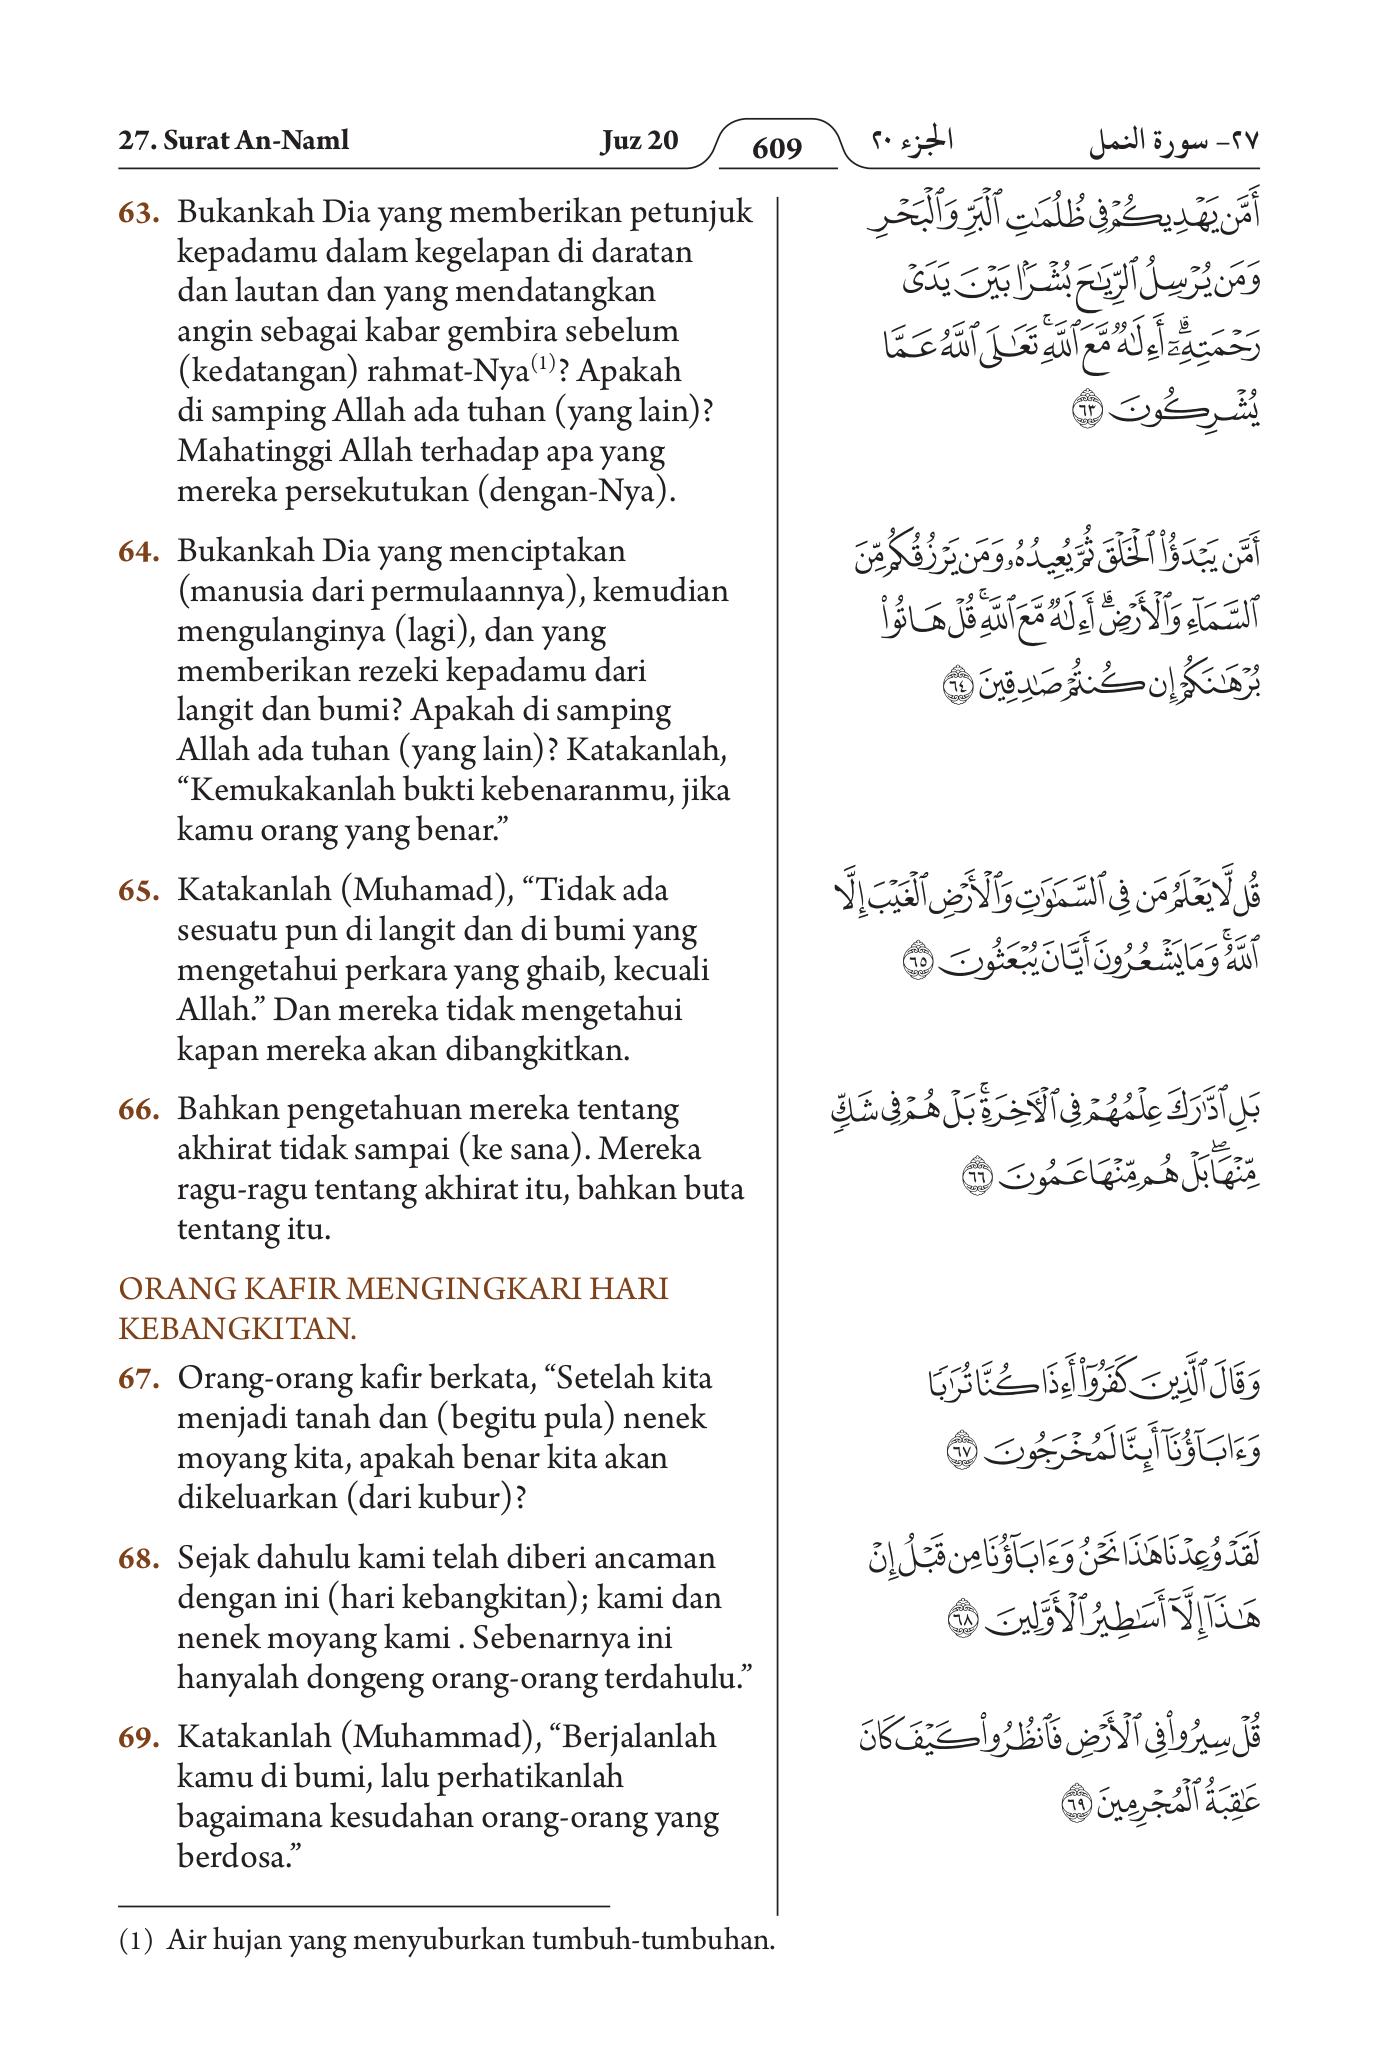 27. Surat An-Naml
Juz 20
609
الجزء ٢٠
٢٧- سورة النمل
63. Bukankah Dia yang memberikan petunjuk
kepadamu dalam kegelapan di daratan
dan lautan dan yang mendatangkan
angin sebagai kabar gembira sebelum
(kedatangan) rahmat-Nya(1)? Apakah
di samping Allah ada tuhan (yang lain)?
Mahatinggi Allah terhadap apa yang
mereka persekutukan (dengan-Nya).
64. Bukankah Dia yang menciptakan
(manusia dari permulaannya), kemudian
mengulanginya (lagi), dan yang
memberikan rezeki kepadamu dari
langit dan bumi? Apakah di samping
Allah ada tuhan (yang lain)? Katakanlah,
“Kemukakanlah bukti kebenaranmu, jika
kamu orang yang benar.”
65. Katakanlah (Muhamad), “Tidak ada
sesuatu pun di langit dan di bumi yang
mengetahui perkara yang ghaib, kecuali
Allah.” Dan mereka tidak mengetahui
kapan mereka akan dibangkitkan.
66. Bahkan pengetahuan mereka tentang
akhirat tidak sampai (ke sana). Mereka
ragu-ragu tentang akhirat itu, bahkan buta
tentang itu.
ORANG KAFIR MENGINGKARI HARI
KEBANGKITAN.
67. Orang-orang kafir berkata, “Setelah kita
menjadi tanah dan (begitu pula) nenek
moyang kita, apakah benar kita akan
dikeluarkan (dari kubur)?
68. Sejak dahulu kami telah diberi ancaman
dengan ini (hari kebangkitan); kami dan
nenek moyang kami . Sebenarnya ini
hanyalah dongeng orang-orang terdahulu.”
69. Katakanlah (Muhammad), “Berjalanlah
kamu di bumi, lalu perhatikanlah
bagaimana kesudahan orang-orang yang
berdosa.”
(1) Air hujan yang menyuburkan tumbuh-tumbuhan.
أَمَّن يَهْدِيكُمْ فِى ظُلُمَـٰتِ ٱلْبَرِّ وَٱلْبَحْرِ
وَمَن يُرْسِلُ ٱلرِّيَـٰحَ بُشْرًۢا بَيْنَ يَدَىْ
رَحْمَتِهِۦٓ ۗ أَءِلَـٰهٌ مَّعَ ٱللَّهِ ۚ تَعَـٰلَى ٱللَّهُ عَمَّا
يُشْرِكُونَ ٦٣
أَمَّن يَبْدَؤُا۟ ٱلْخَلْقَ ثُمَّ يُعِيدُهُۥ وَمَن يَرْزُقُكُم مِّنَ
ٱلسَّمَآءِ وَٱلْأَرْضِ ۗ أَءِلَـٰهٌ مَّعَ ٱللَّهِ ۚ قُلْ هَاتُوا۟
بُرْهَـٰنَكُمْ إِن كُنتُمْ صَـٰدِقِينَ ٦٤
قُل لَّا يَعْلَمُ مَن فِى ٱلسَّمَـٰوَٰتِ وَٱلْأَرْضِ ٱلْغَيْبَ إِلَّا
ٱللَّهُ ۚ وَمَا يَشْعُرُونَ أَيَّانَ يُبْعَثُونَ ٦٥
بَلِ ٱدَّٰرَكَ عِلْمُهُمْ فِى ٱلْـَٔاخِرَةِ ۚ بَلْ هُمْ فِى شَكٍّ
مِّنْهَا ۖ بَلْ هُم مِّنْهَا عَمُونَ ٦٦
وَقَالَ ٱلَّذِينَ كَفَرُوٓا۟ أَءِذَا كُنَّا تُرَٰبًا
وَءَابَآؤُنَآ أَئِنَّا لَمُخْرَجُونَ ٦٧
لَقَدْ وُعِدْنَا هَـٰذَا نَحْنُ وَءَابَآؤُنَا مِن قَبْلُ إِنْ
هَـٰذَآ إِلَّآ أَسَـٰطِيرُ ٱلْأَوَّلِينَ ٦٨
قُلْ سِيرُوا۟ فِى ٱلْأَرْضِ فَٱنظُرُوا۟ كَيْفَ كَانَ
عَـٰقِبَةُ ٱلْمُجْرِمِينَ ٦٩